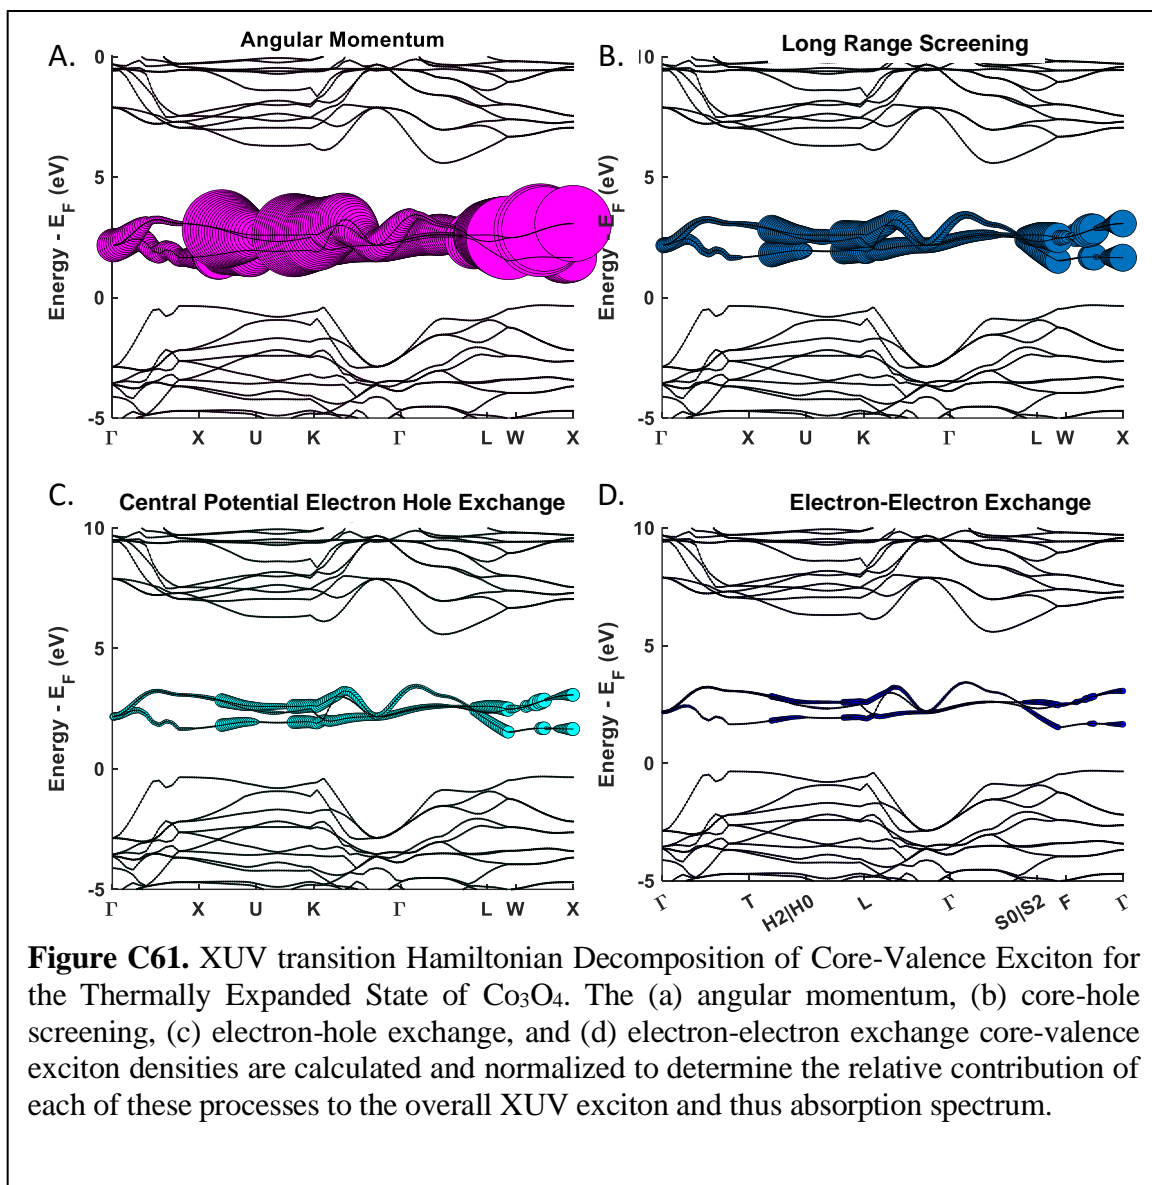 A.
Angular Momentum
0
5
0
-5
Energy - E_F (eV)
Γ X U K Γ L W X
B.
Long Range Screening
10
5
0
-5
Energy - E_F (eV)
Γ X U K Γ L W X
C.
Central Potential Electron Hole Exchange
10
5
0
-5
Energy - E_F (eV)
Γ X U K Γ L W X
D.
Electron-Electron Exchange
10
5
0
-5
Energy - E_F (eV)
Γ T H2|H0 L Γ S0|S2 F Γ
Figure C61. XUV transition Hamiltonian Decomposition of Core-Valence Exciton for
the Thermally Expanded State of Co₃O₄. The (a) angular momentum, (b) core-hole
screening, (c) electron-hole exchange, and (d) electron-electron exchange core-valence
exciton densities are calculated and normalized to determine the relative contribution of
each of these processes to the overall XUV exciton and thus absorption spectrum.